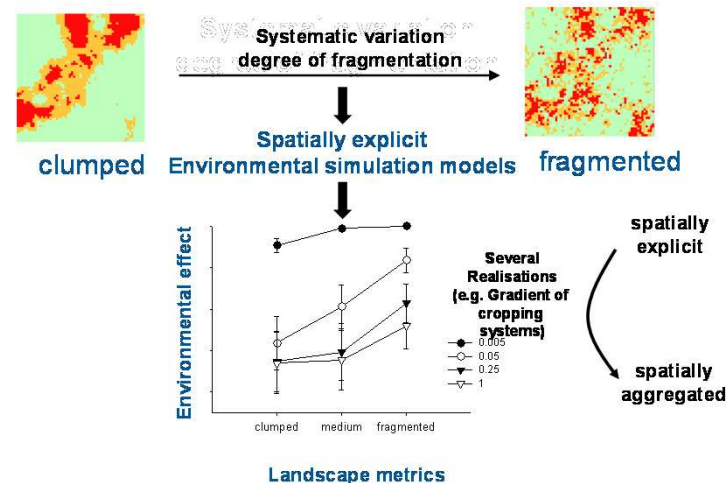 Systematic variation
degree of fragmentation
clumped
Spatially explicit
Environmental simulation models
fragmented
Environmental effect
Several
Realisations
(e.g. Gradient of
cropping
systems)
0.005
0.05
0.25
1
spatially
explicit
spatially
aggregated
clumped medium fragmented
Landscape metrics